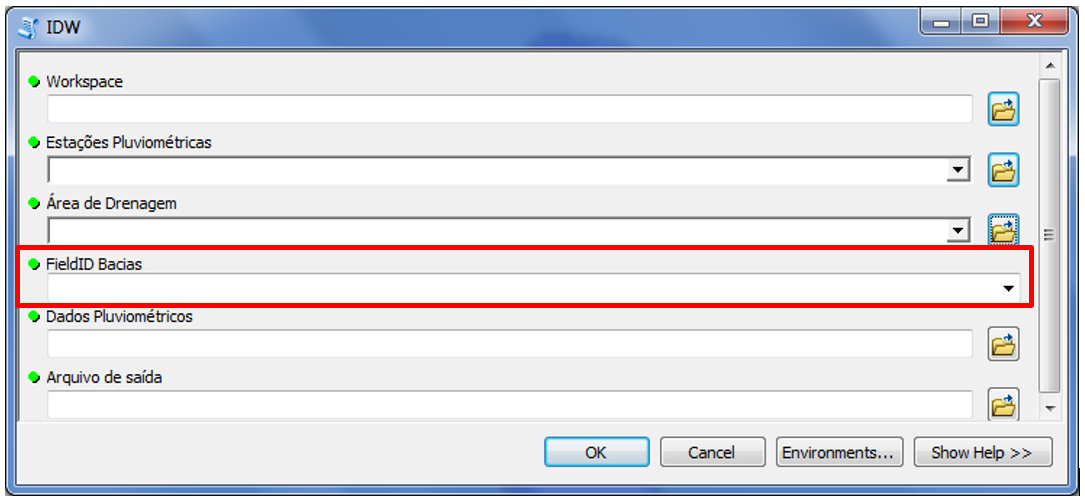 IDW
Workspace
Estações Pluviométricas
Área de Drenagem
FieldID Bacias
Dados Pluviométricos
Arquivo de saída
OK Cancel Environments... Show Help >>